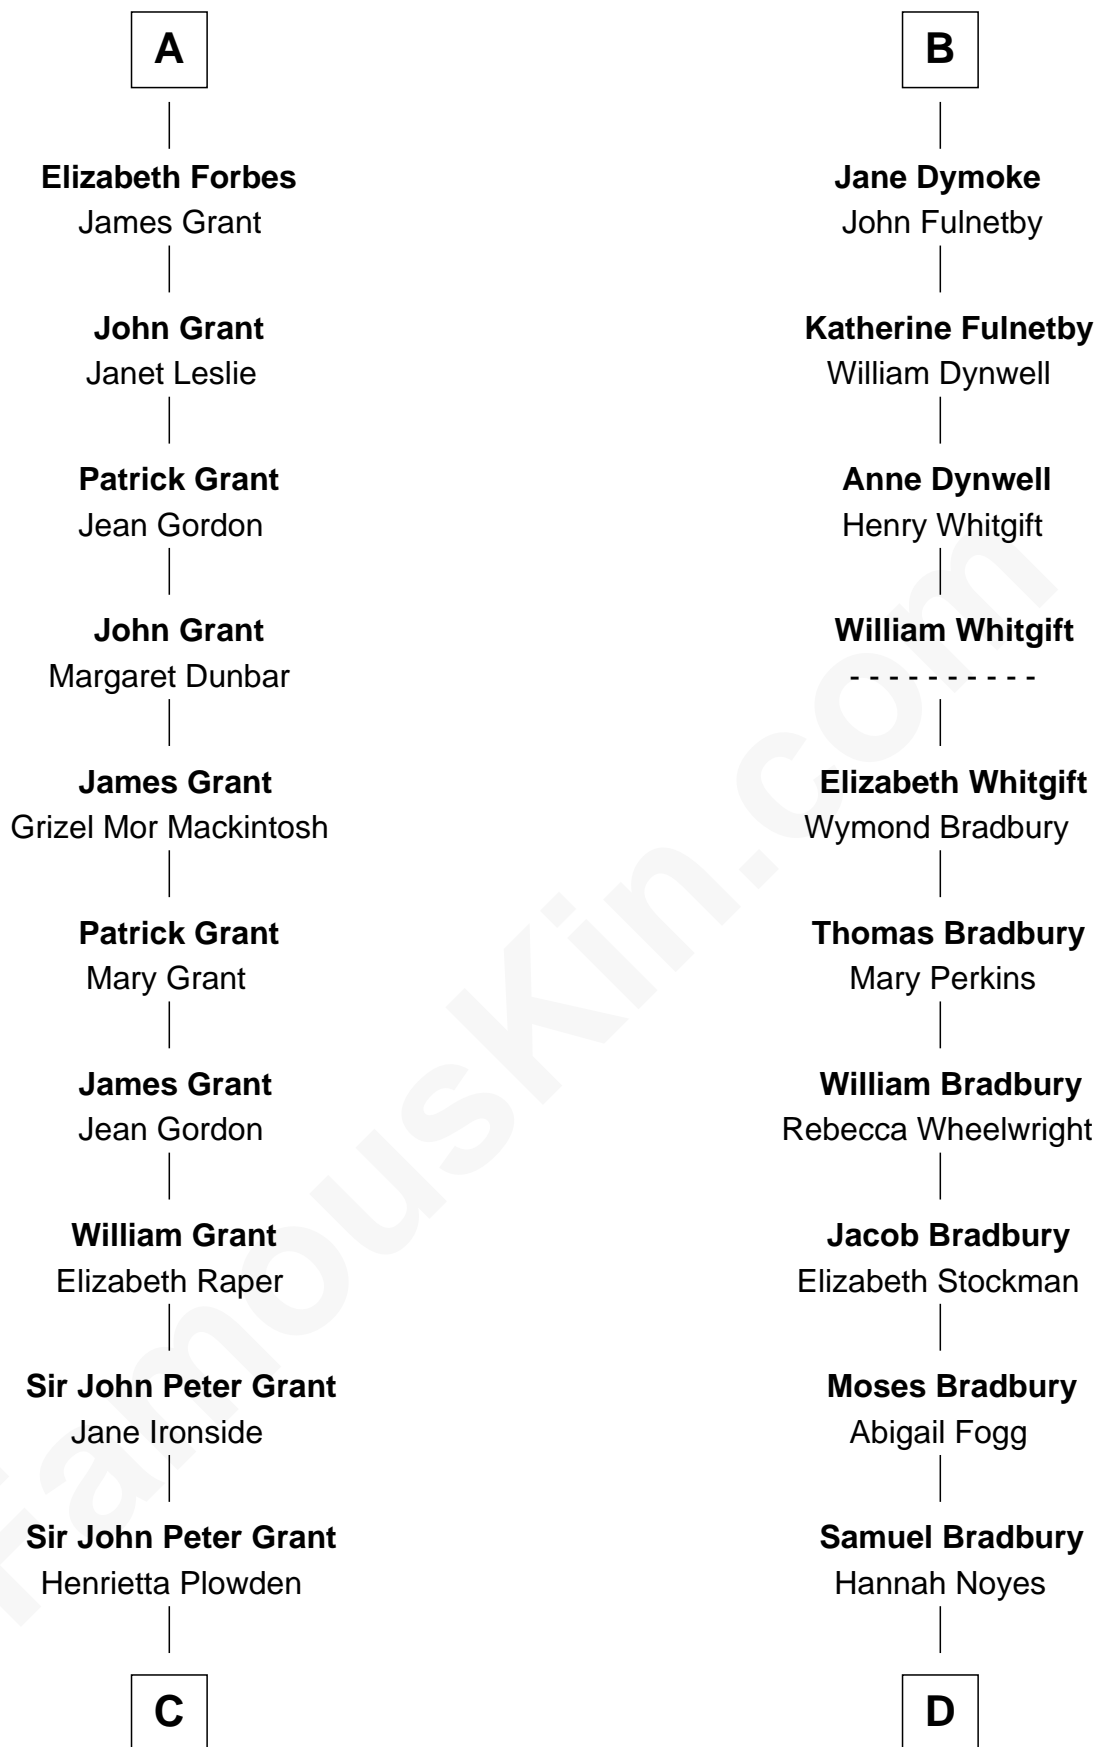 A
Elizabeth Forbes
James Grant
John Grant
Janet Leslie
Patrick Grant
Jean Gordon
John Grant
Margaret Dunbar
James Grant
Grizel Mor Mackintosh
Patrick Grant
Mary Grant
James Grant
Jean Gordon
William Grant
Elizabeth Raper
Sir John Peter Grant
Jane Ironside
Sir John Peter Grant
Henrietta Plowden
C
B
Jane Dymoke
John Fulnetby
Katherine Fulnetby
William Dynwell
Anne Dynwell
Henry Whitgift
William Whitgift
- - - - - - - - - -
Elizabeth Whitgift
Wymond Bradbury
Thomas Bradbury
Mary Perkins
William Bradbury
Rebecca Wheelwright
Jacob Bradbury
Elizabeth Stockman
Moses Bradbury
Abigail Fogg
Samuel Bradbury
Hannah Noyes
D
FamousKin.com